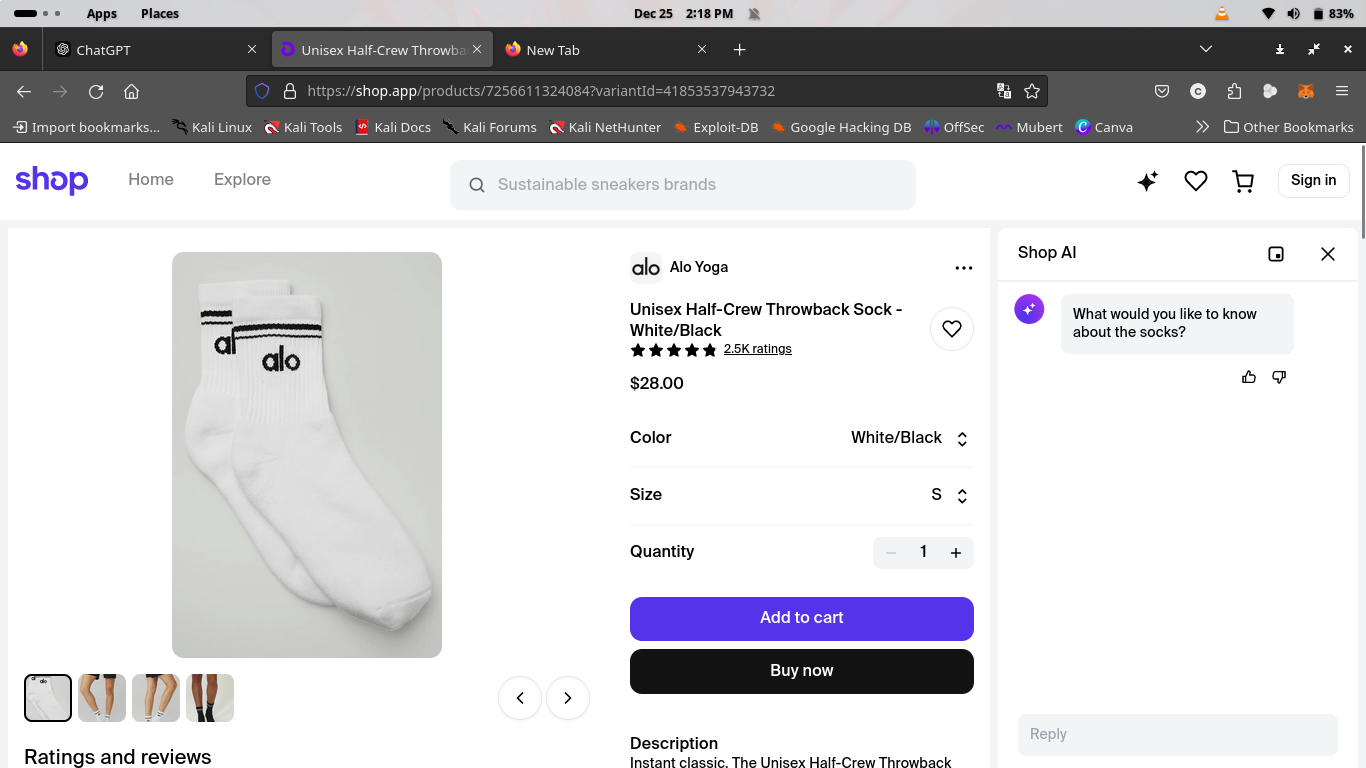 Apps Places Dec 25 2:18 PM 83%
ChatGPT Unisex Half-Crew Throwba New Tab
https://shop.app/products/7256611324084?variantId=41853537943732
Import bookmarks... Kali Linux Kali Tools Kali Docs Kali Forums Kali NetHunter Exploit-DB Google Hacking DB OffSec Mubert Canva Other Bookmarks
shop Home Explore Sustainable sneakers brands Sign in
alo
al
alo Alo Yoga
Unisex Half-Crew Throwback Sock -
White/Black
2.5K ratings
$28.00
Color White/Black
Size S
Quantity 1
Add to cart
Buy now
Description
Instant classic. The Unisex Half-Crew Throwback
Ratings and reviews
Shop AI
What would you like to know
about the socks?
Reply